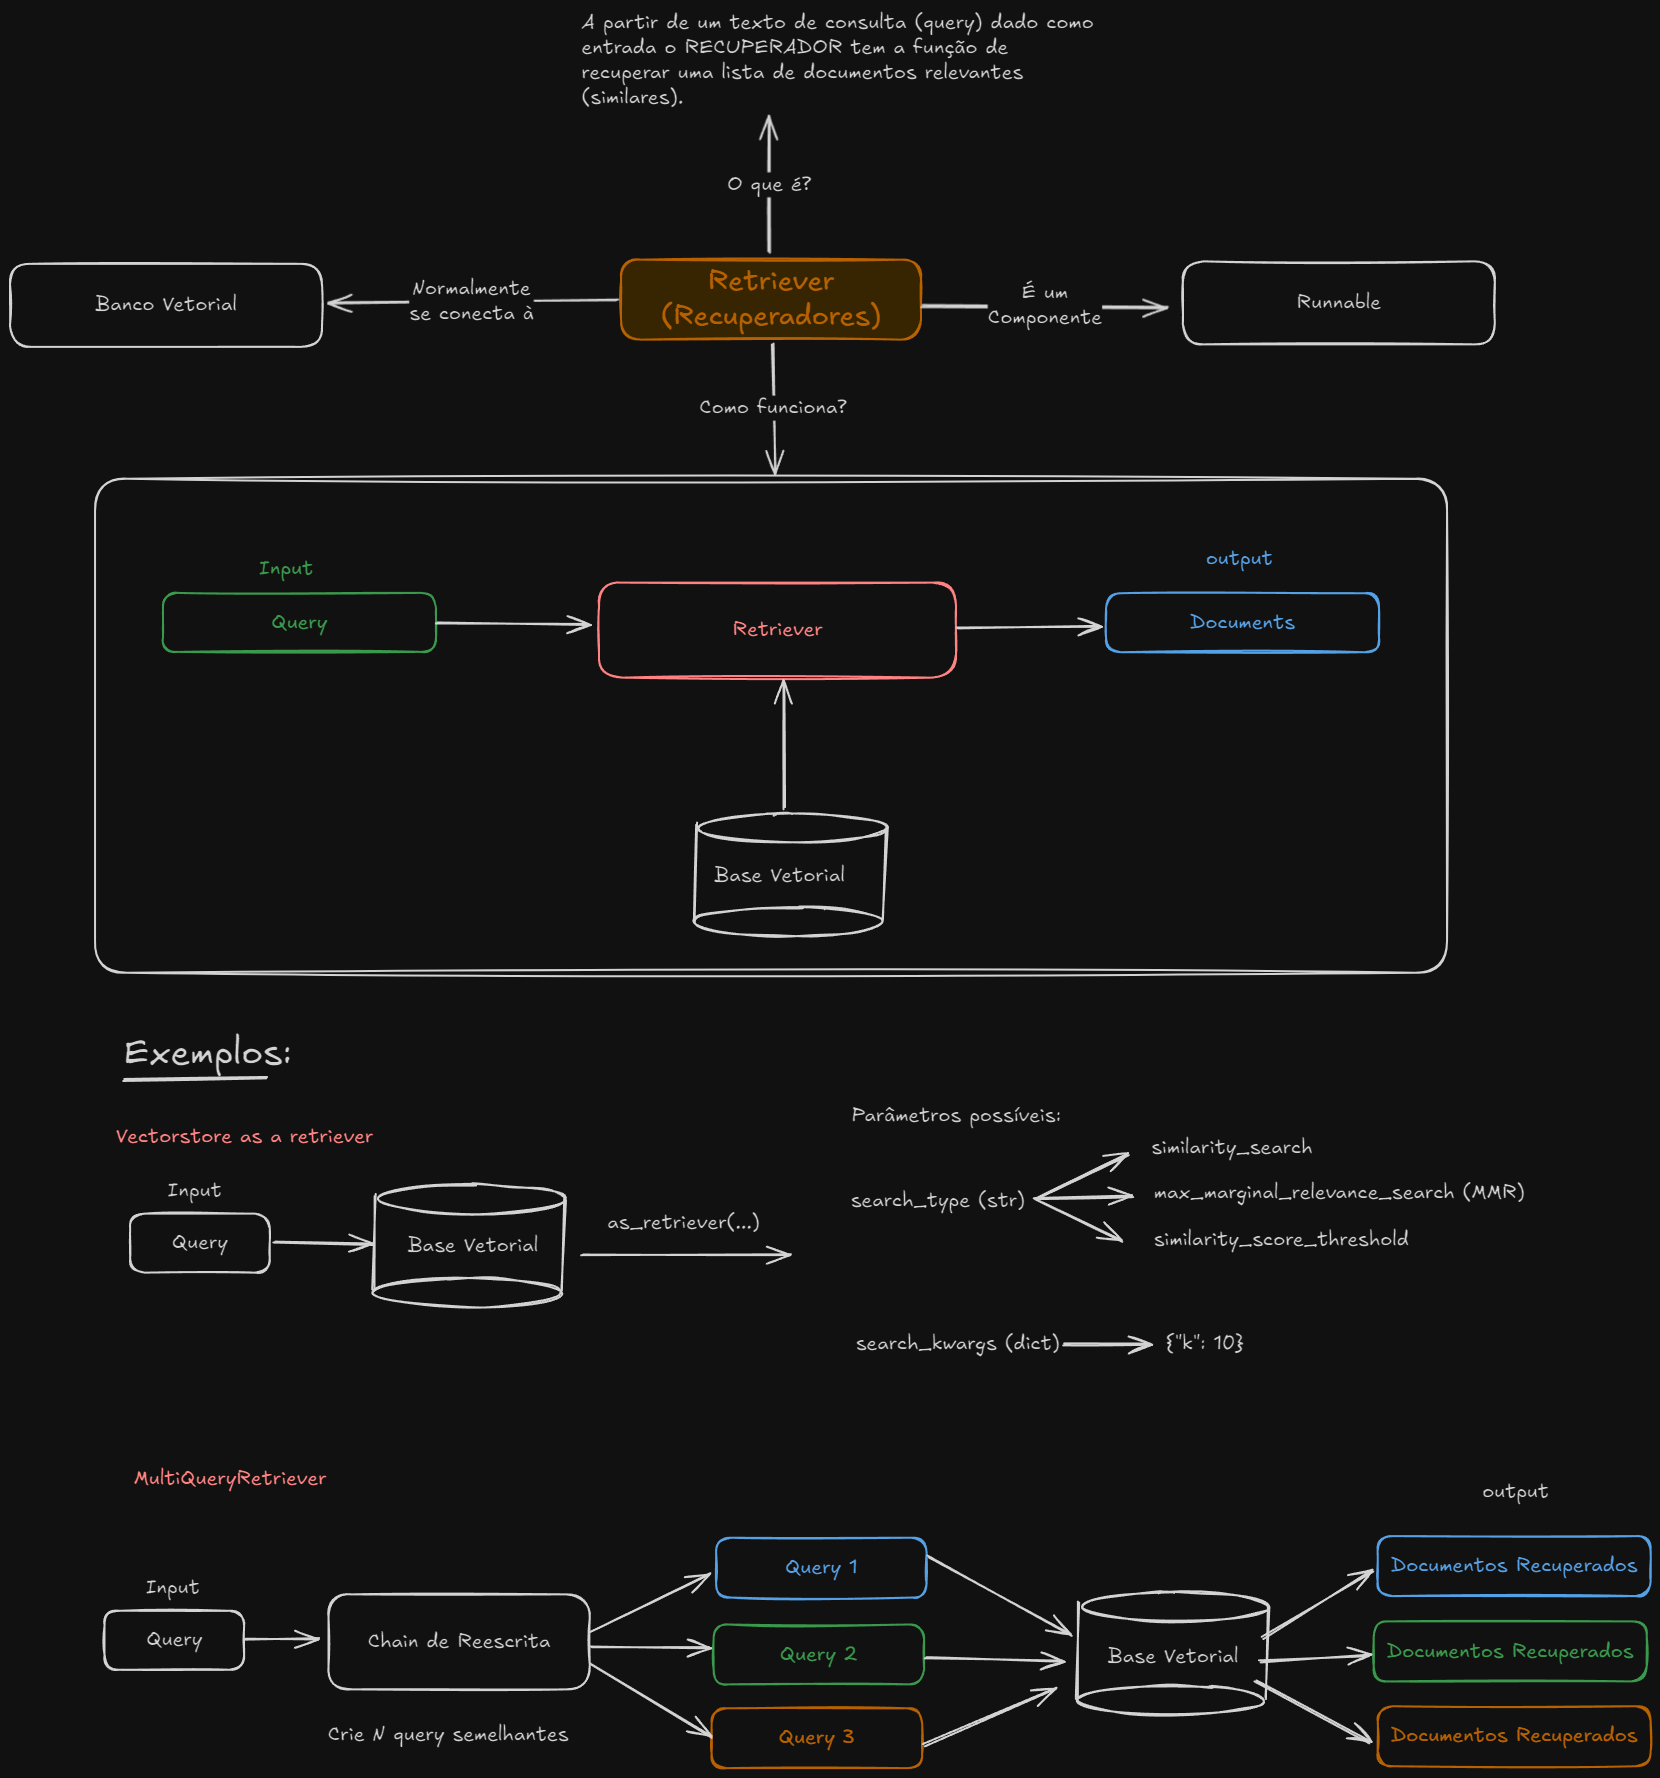 A partir de um texto de consulta (query) dado como
entrada o RECUPERADOR tem a função de
recuperar uma lista de documentos relevantes
(similares).
O que é?
Banco Vetorial
Normalmente
se conecta à
Retriever
(Recuperadores)
É um
Componente
Runnable
Como funciona?
Input
Query
Retriever
output
Documents
Base Vetorial
Exemplos:
Vectorstore as a retriever
Input
Query
Base Vetorial
as_retriever(...)
Parâmetros possíveis:
search_type (str)
similarity_search
max_marginal_relevance_search (MMR)
similarity_score_threshold
search_kwargs (dict)
{"k": 10}
MultiQueryRetriever
Input
Query
Chain de Reescrita
Crie N query semelhantes
Query 1
Query 2
Query 3
Base Vetorial
output
Documentos Recuperados
Documentos Recuperados
Documentos Recuperados